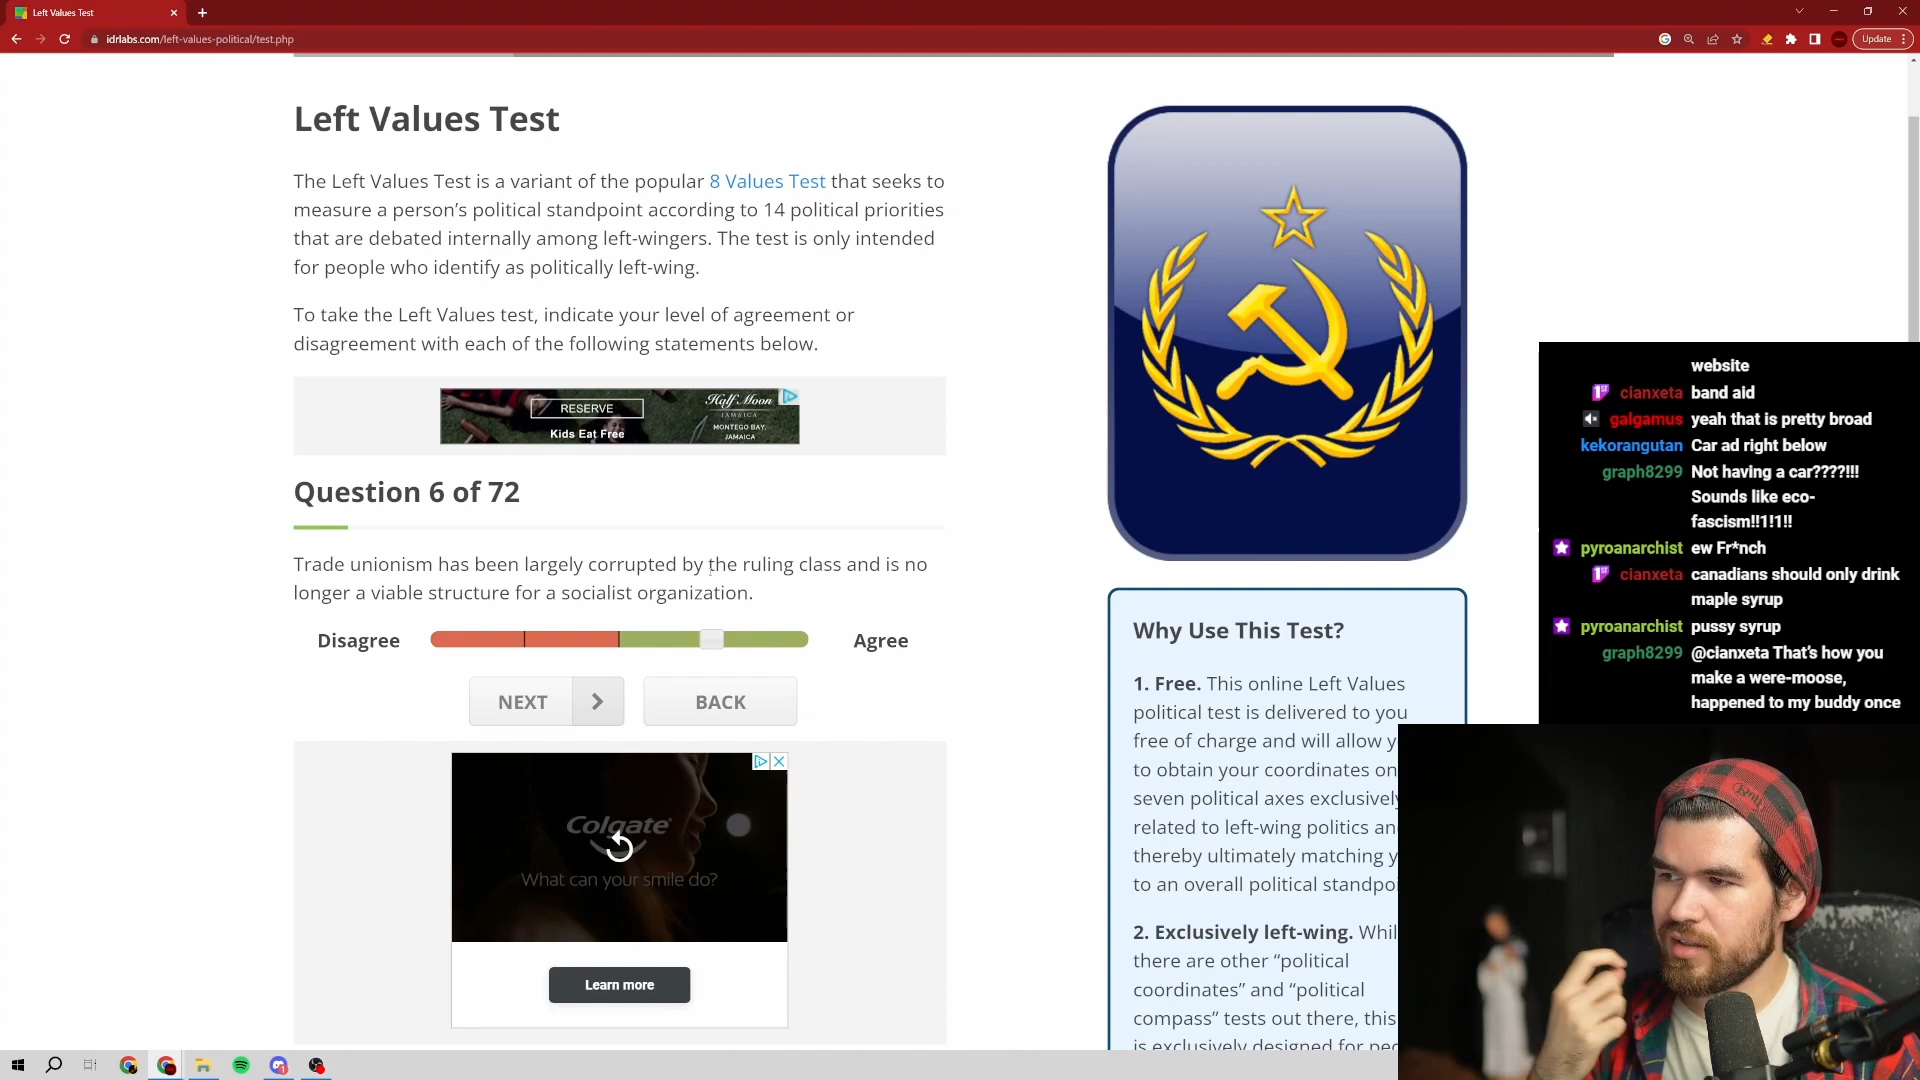 Left Values Test
idrlabs.com/left-values-political/test.php
Update
Left Values Test
The Left Values Test is a variant of the popular 8 Values Test that seeks to
measure a person's political standpoint according to 14 political priorities
that are debated internally among left-wingers. The test is only intended
for people who identify as politically left-wing.
To take the Left Values test, indicate your level of agreement or
disagreement with each of the following statements below.
RESERVE
Kids Eat Free
Half Moon
JAMAICA
MONTEGO BAY,
JAMAICA
Question 6 of 72
Trade unionism has been largely corrupted by the ruling class and is no
longer a viable structure for a socialist organization.
Disagree
Agree
NEXT
BACK
Colgate
What can your smile do?
Learn more
Why Use This Test?
1. Free. This online Left Values
political test is delivered to you
free of charge and will allow y
to obtain your coordinates on
seven political axes exclusively
related to left-wing politics an
thereby ultimately matching y
to an overall political standpoi
2. Exclusively left-wing. Whil
there are other “political
coordinates” and “political
compass” tests out there, this
is exclusively designed for peo
website
cianxeta band aid
galgamus yeah that is pretty broad
kekorangutan Car ad right below
graph8299 Not having a car????!!!
Sounds like eco-
fascism!!1!1!!
pyroanarchist ew Fr*nch
cianxeta canadians should only drink
maple syrup
pyroanarchist pussy syrup
graph8299 @cianxeta That's how you
make a were-moose,
happened to my buddy once